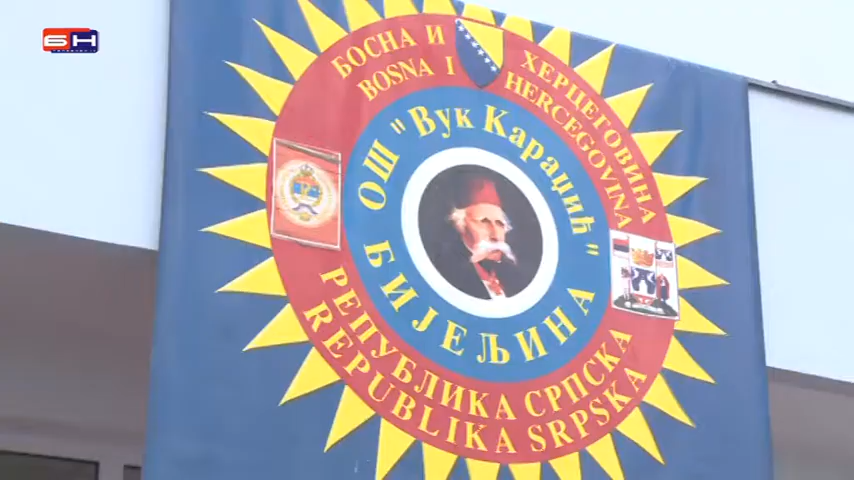 БН
БОСНА И ХЕРЦЕГОВИНА
BOSNA I HERCEGOVINA
ОШ "Вук Караџић"
БИЈЕЉИНА
РЕПУБЛИКА СРПСКА
REPUBLIKA SRPSKA